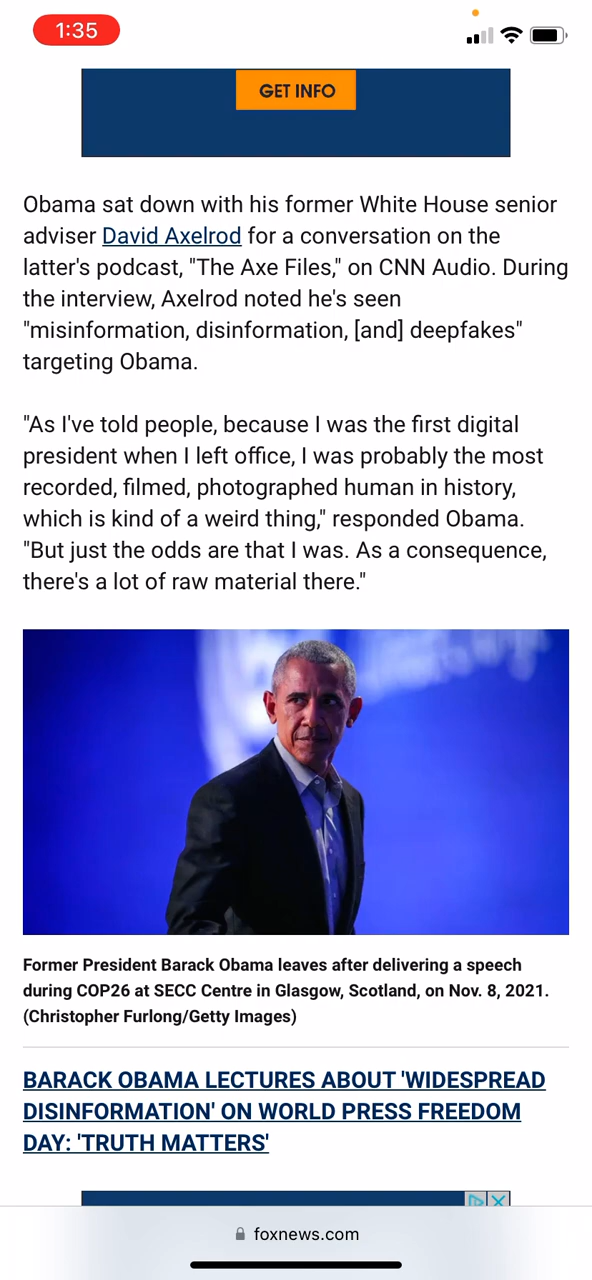 1:35
GET INFO
Obama sat down with his former White House senior
adviser David Axelrod for a conversation on the
latter's podcast, "The Axe Files," on CNN Audio. During
the interview, Axelrod noted he's seen
"misinformation, disinformation, [and] deepfakes"
targeting Obama.
"As I've told people, because I was the first digital
president when I left office, I was probably the most
recorded, filmed, photographed human in history,
which is kind of a weird thing," responded Obama.
"But just the odds are that I was. As a consequence,
there's a lot of raw material there."
Former President Barack Obama leaves after delivering a speech
during COP26 at SECC Centre in Glasgow, Scotland, on Nov. 8, 2021.
(Christopher Furlong/Getty Images)
BARACK OBAMA LECTURES ABOUT 'WIDESPREAD
DISINFORMATION' ON WORLD PRESS FREEDOM
DAY: 'TRUTH MATTERS'
foxnews.com